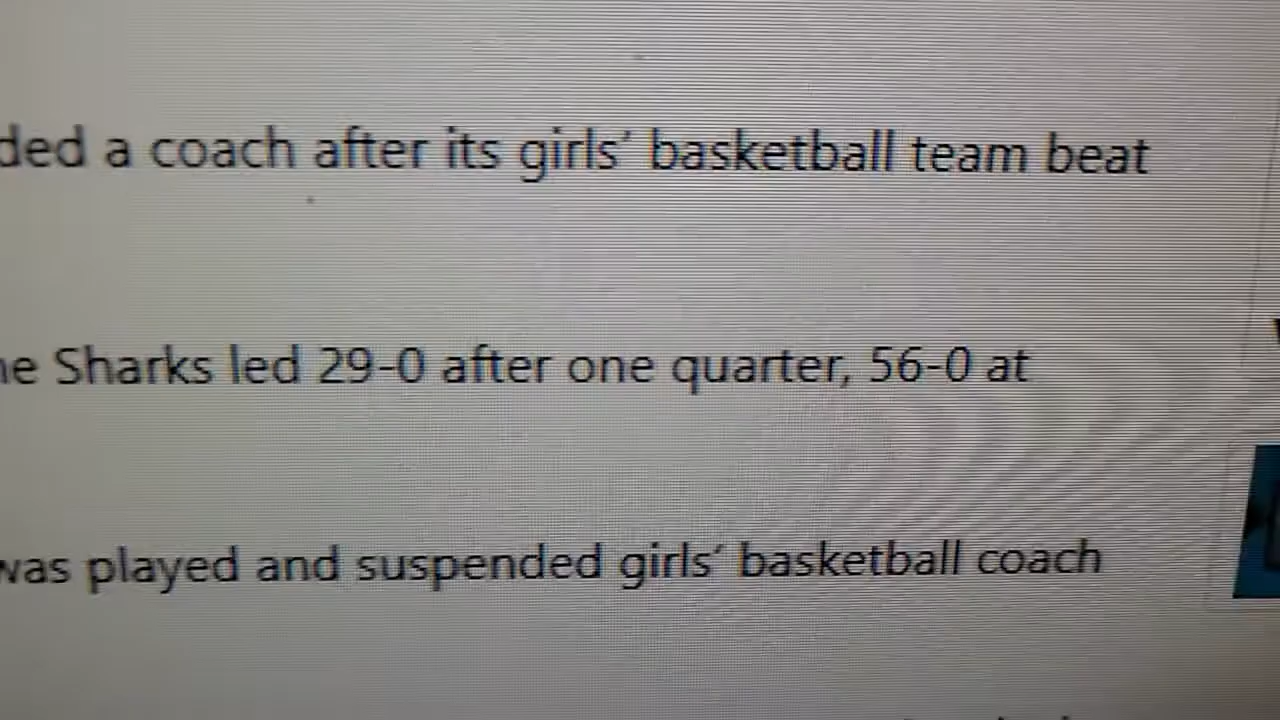 ded a coach after its girls’ basketball team beat
he Sharks led 29-0 after one quarter, 56-0 at
was played and suspended girls’ basketball coach